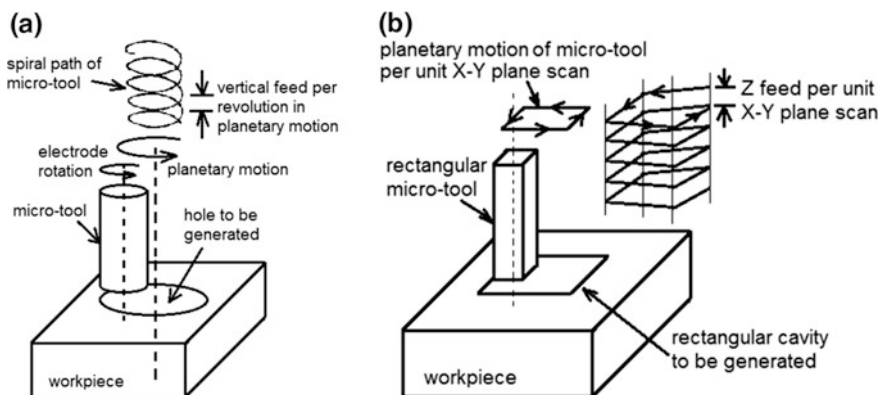 (a)
spiral path of
micro-tool
vertical feed per
revolution in
planetary motion
electrode
rotation
planetary motion
micro-tool
hole to be
generated
workpiece
(b)
planetary motion of micro-tool
per unit X-Y plane scan
Z feed per unit
X-Y plane scan
rectangular
micro-tool
rectangular cavity
to be generated
workpiece